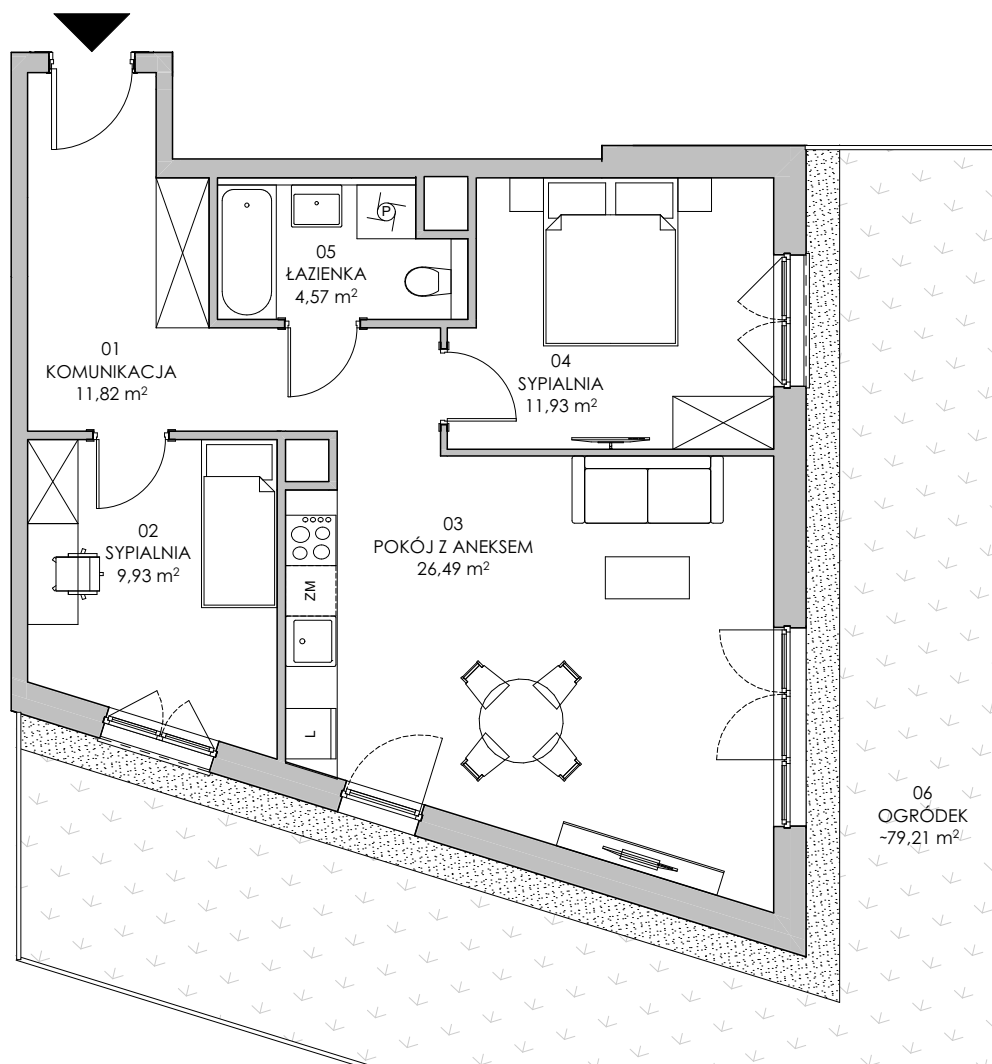 05
ŁAZIENKA
4,57 m²
P
01
KOMUNIKACJA
11,82 m²
04
SYPIALNIA
11,93 m²
02
SYPIALNIA
9,93 m²
03
POKÓJ Z ANEKSEM
26,49 m²
ZM
L
06
OGRÓDEK
~79,21 m²